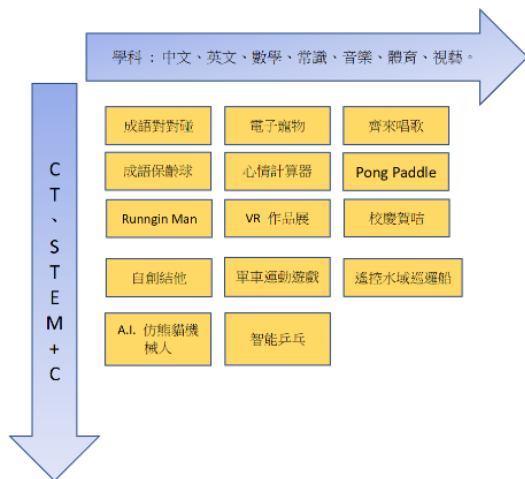 學科 : 中文、英文、數學、常識、音樂、體育、視藝。
CT、STEM+C
成語對對碰
電子寵物
齊來唱歌
成語保齡球
心情計算器
Pong Paddle
Runngin Man
VR 作品展
校慶賀咭
自創結他
單車運動遊戲
遙控水域巡邏船
A.I. 仿熊貓機
械人
智能乒乓